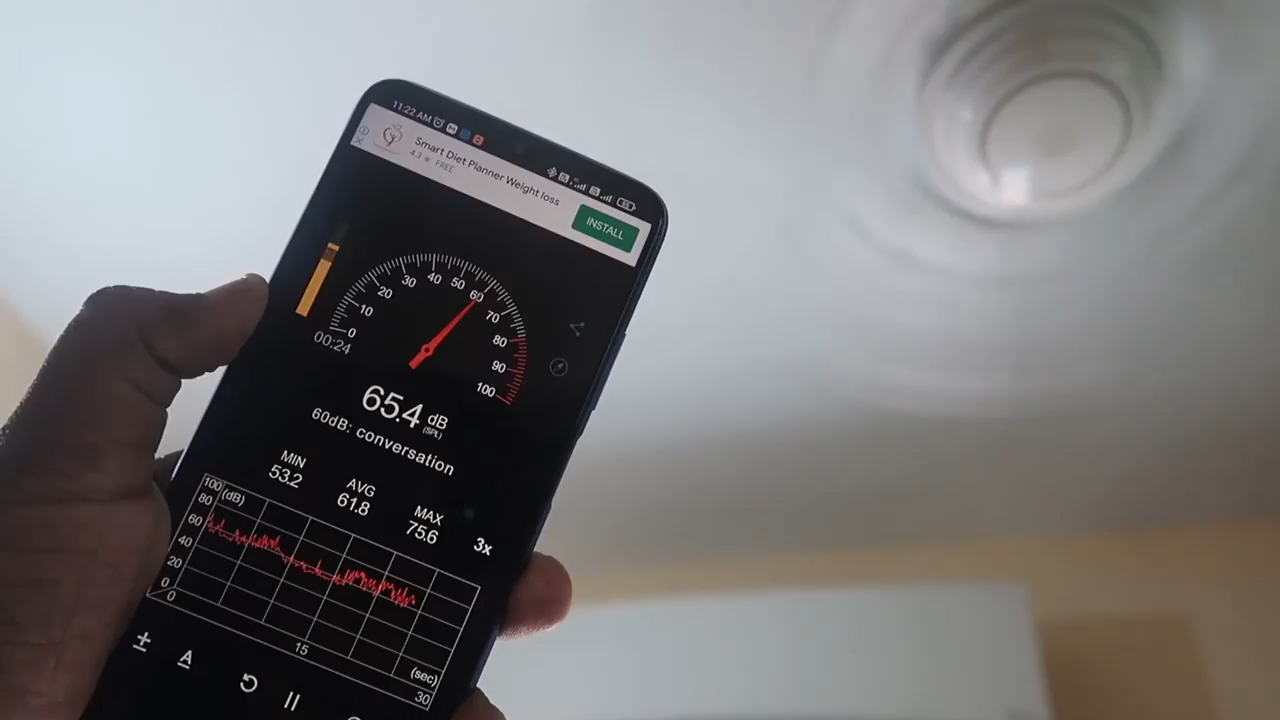 11:22 AM
Smart Diet Planner Weight loss
4.3 ★ FREE
INSTALL
0
10
20
30
40
50
60
70
80
90
100
00:24
65.4 dB
(SPL)
60dB: conversation
MIN
53.2
AVG
61.8
MAX
75.6
3x
100 (dB)
80
60
40
20
0
0
15
(sec)
30
A